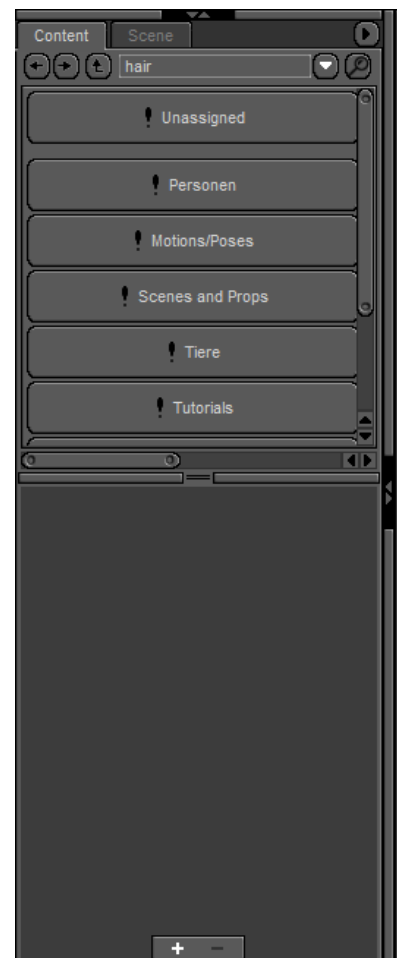 Content Scene
hair
Unassigned
Personen
Motions/Poses
Scenes and Props
Tiere
Tutorials